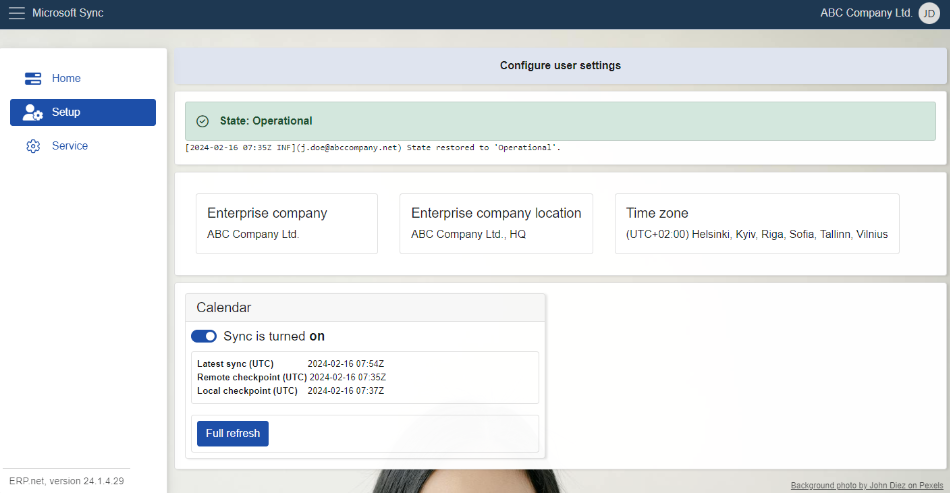 Microsoft Sync
ABC Company Ltd.
JD
Home
Setup
Service
Configure user settings
State: Operational
[2024-02-16 07:35Z INF](j.doe@abccompany.net) State restored to 'Operational'.
Enterprise company
ABC Company Ltd.
Enterprise company location
ABC Company Ltd., HQ
Time zone
(UTC+02:00) Helsinki, Kyiv, Riga, Sofia, Tallinn, Vilnius
Calendar
Sync is turned on
Latest sync (UTC) 2024-02-16 07:54Z
Remote checkpoint (UTC) 2024-02-16 07:35Z
Local checkpoint (UTC) 2024-02-16 07:37Z
Full refresh
ERP.net, version 24.1.4.29
Background photo by John Diez on Pexels